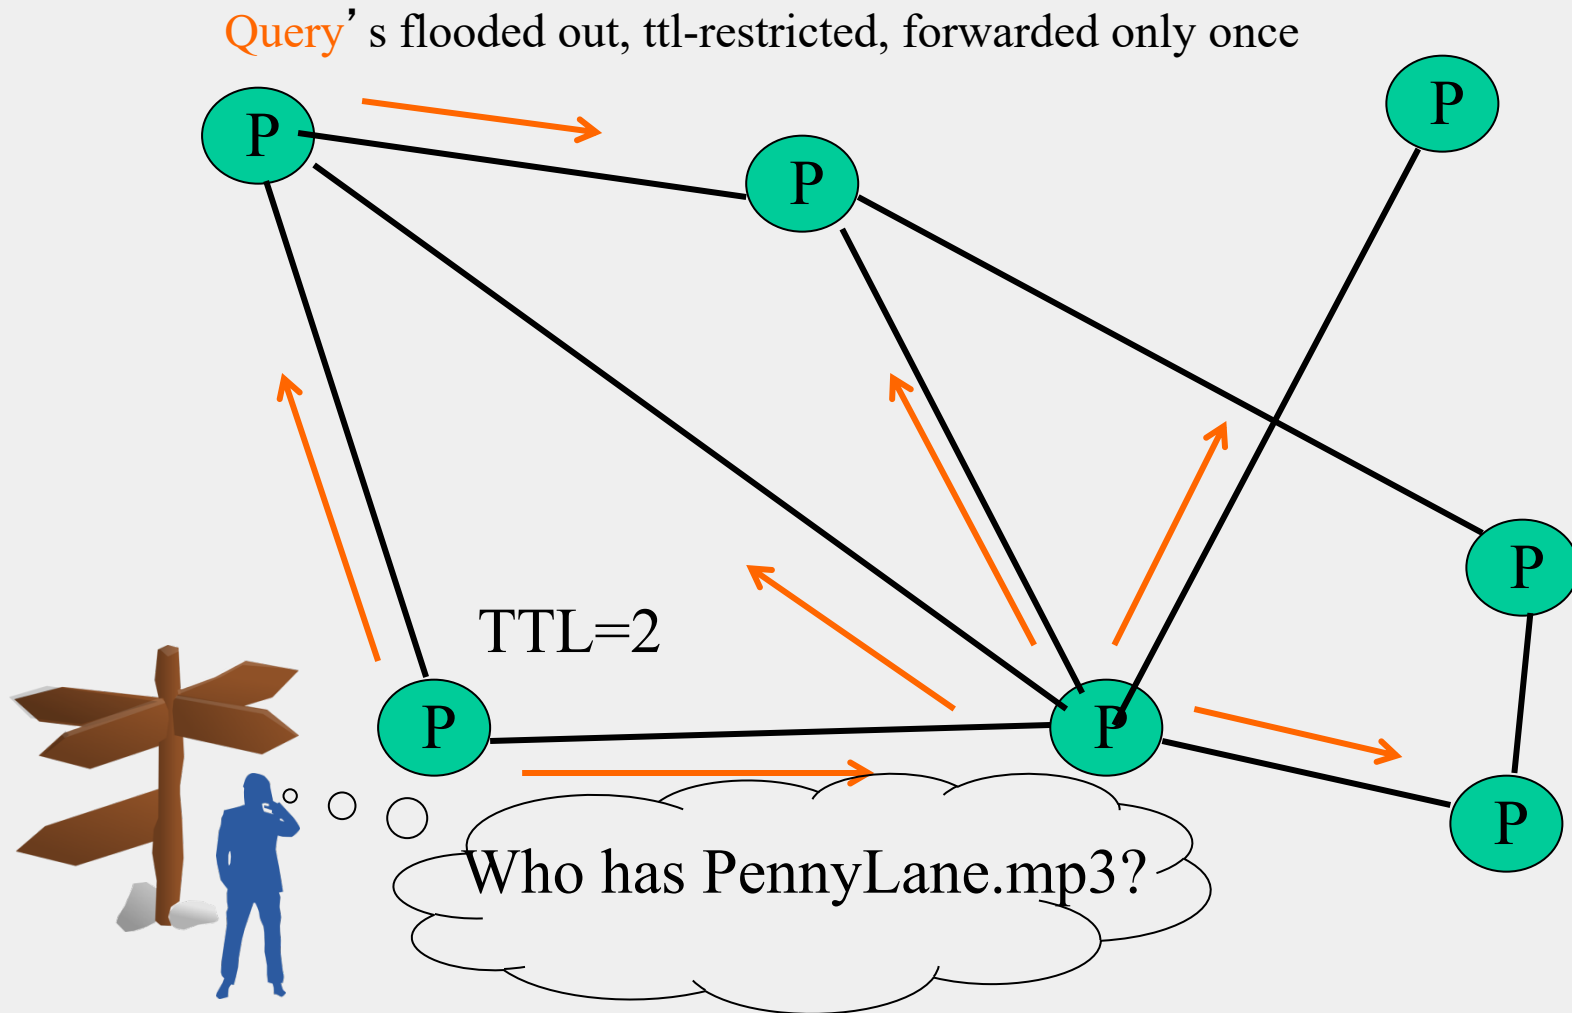 Query’s flooded out, ttl-restricted, forwarded only once
P
P
P
P
TTL=2
P
P
P
Who has PennyLane.mp3?